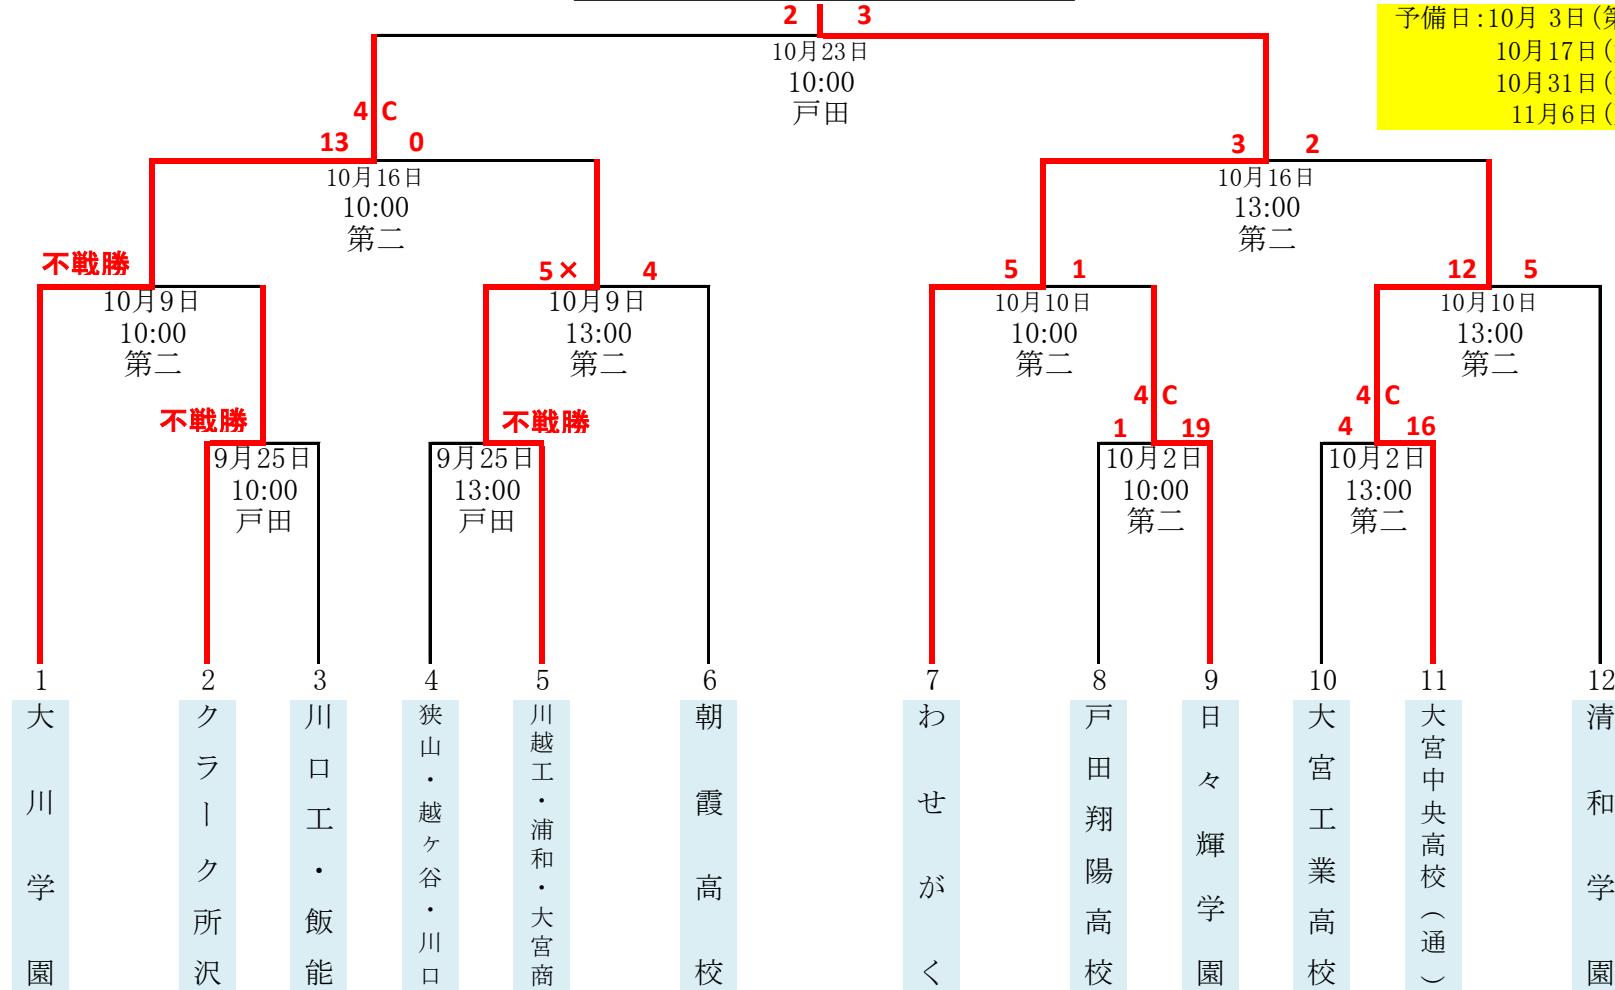 2 3
予備日:10月 3日(第
10月17日(
10月31日(
11月6日(
10月23日
10:00
戸田
4 C
13 0
10月16日
10:00
第二
3 2
10月16日
13:00
第二
不戦勝
10月9日
10:00
第二
5× 4
10月9日
13:00
第二
5 1
10月10日
10:00
第二
12 5
10月10日
13:00
第二
不戦勝
9月25日
10:00
戸田
不戦勝
9月25日
13:00
戸田
4 C
1 19
10月2日
10:00
第二
4 C
4 16
10月2日
13:00
第二
1
2
3
4
5
6
7
8
9
10
11
12
大川学園
クラーク所沢
川口工・飯能
狭山・越ヶ谷・川口
川越工・浦和・大宮商
朝霞高校
わせがく
戸田翔陽高校
日々輝学園
大宮工業高校
大宮中央高校(通)
清和学園